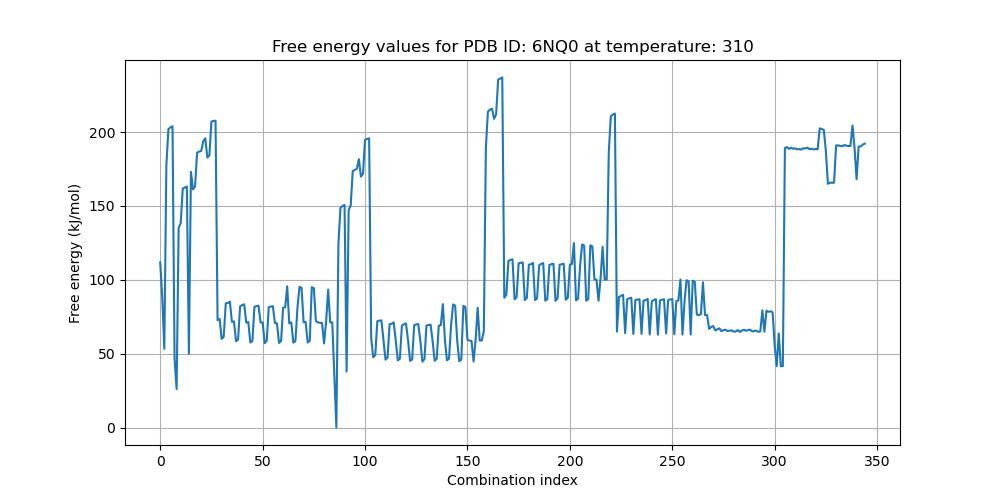 Free energy values for PDB ID: 6NQ0 at temperature: 310
Free energy (kJ/mol)
200
150
100
50
0
0 50 100 150 200 250 300 350
Combination index